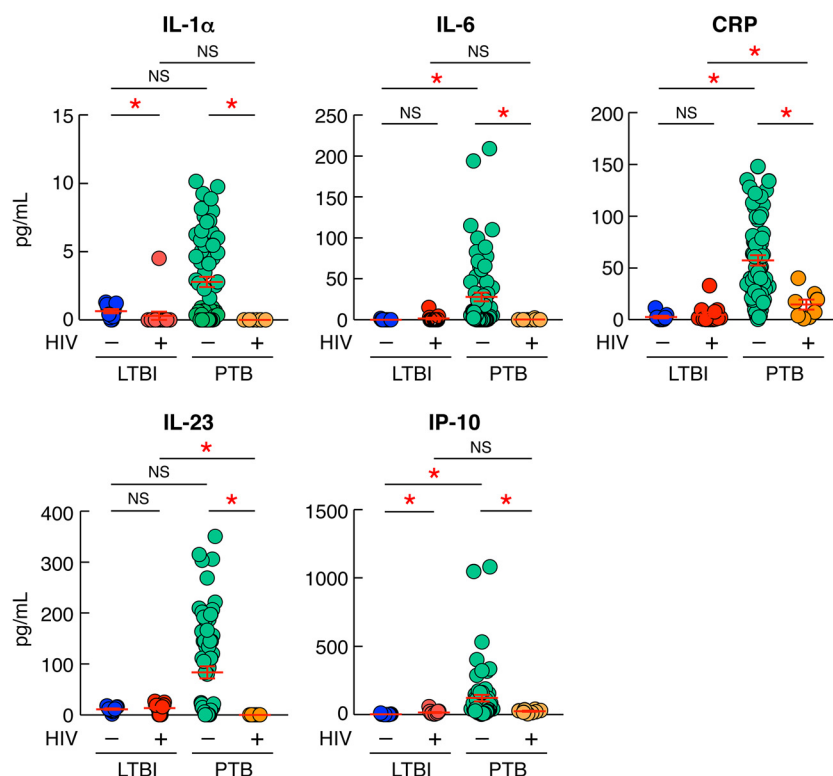 IL-1α
NS
NS
*
*
pg/mL
15
10
5
0
HIV
− + − +
LTBI PTB
IL-6
NS
*
NS
*
250
200
150
100
50
0
HIV
− + − +
LTBI PTB
CRP
*
*
NS
*
200
150
100
50
0
HIV
− + − +
LTBI PTB
IL-23
*
NS
NS
*
pg/mL
400
300
200
100
0
HIV
− + − +
LTBI PTB
IP-10
NS
*
*
*
1500
1000
500
0
HIV
− + − +
LTBI PTB